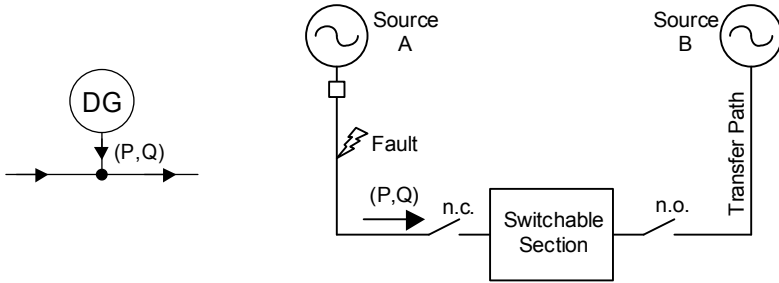 DG
(P,Q)
Source
A
Fault
(P,Q)
n.c.
Switchable
Section
n.o.
Source
B
Transfer Path